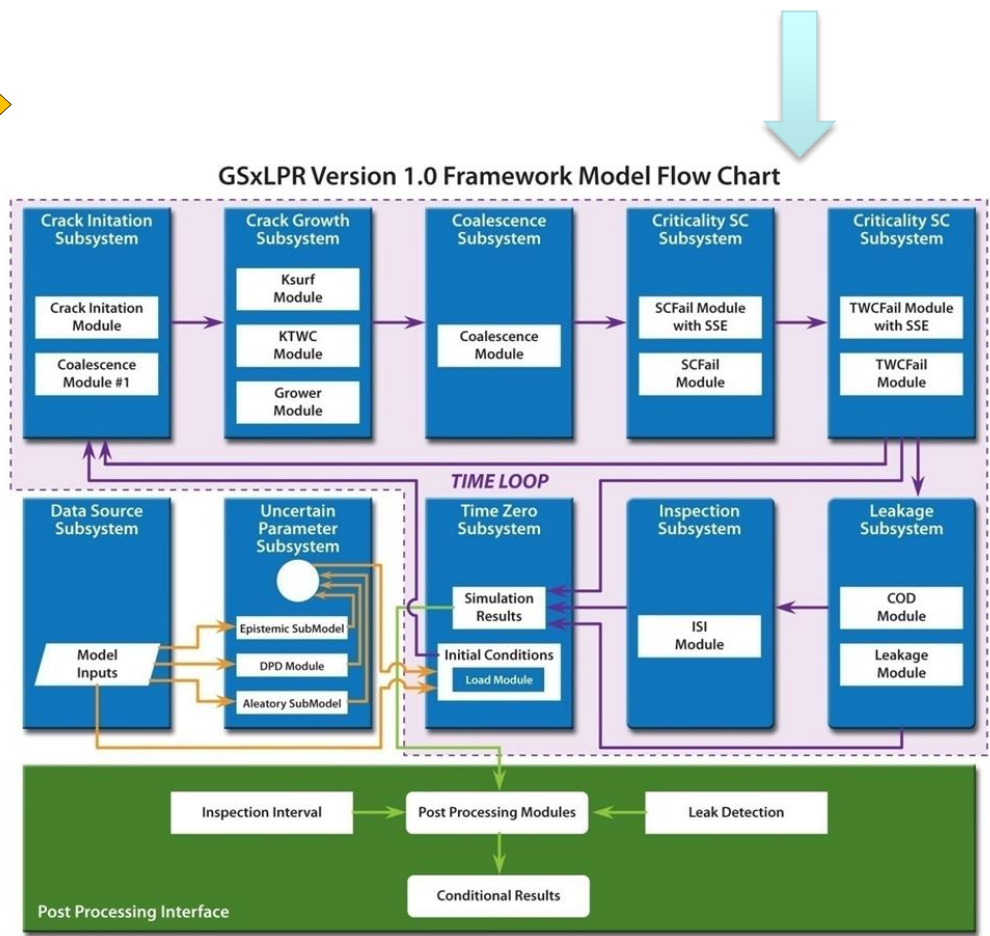 GSxLPR Version 1.0 Framework Model Flow Chart
Crack Initation
Subsystem
Crack Initation
Module
Coalescence
Module #1
Crack Growth
Subsystem
Ksurf
Module
KTWC
Module
Grower
Module
Coalescence
Subsystem
Coalescence
Module
Criticality SC
Subsystem
SCFail Module
with SSE
SCFail
Module
Criticality SC
Subsystem
TWCFail Module
with SSE
TWCFail
Module
TIME LOOP
Data Source
Subsystem
Model
Inputs
Uncertain
Parameter
Subsystem
Epistemic SubModel
DPD Module
Aleatory SubModel
Time Zero
Subsystem
Simulation
Results
Initial Conditions
Load Module
Inspection
Subsystem
ISI
Module
Leakage
Subsystem
COD
Module
Leakage
Module
Inspection Interval
Post Processing Modules
Leak Detection
Conditional Results
Post Processing Interface